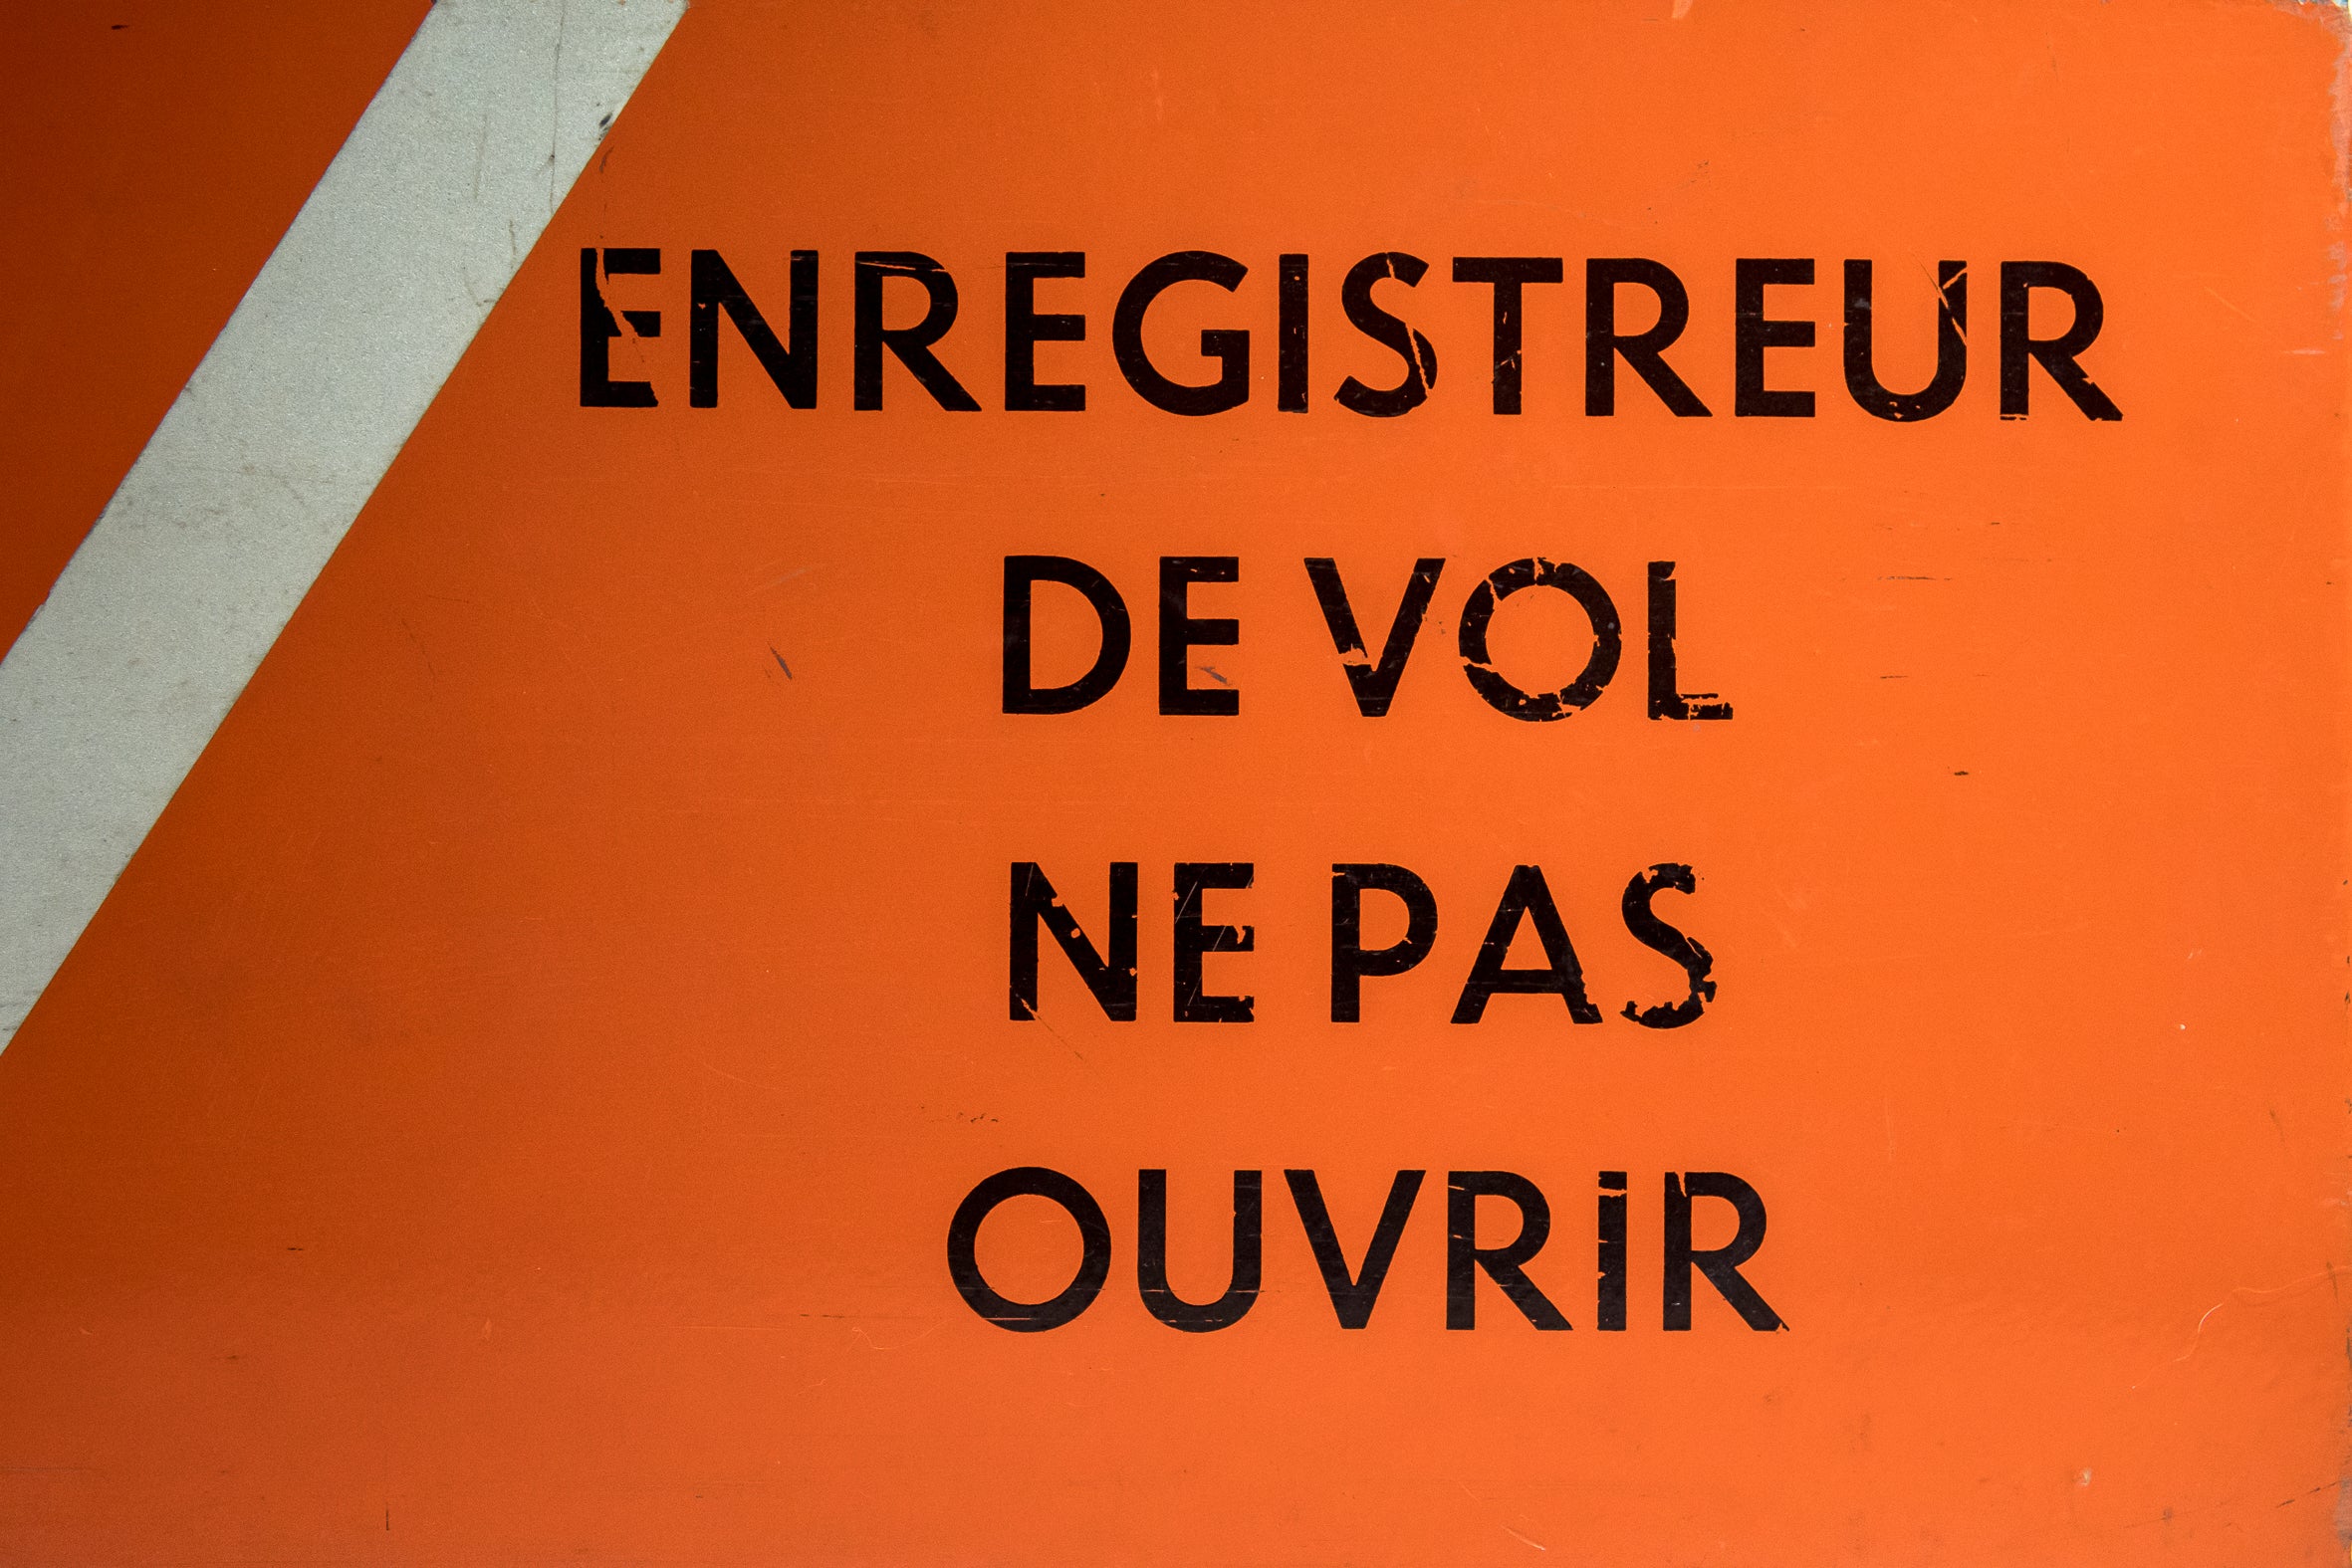 ENREGISTREUR
DE VOL
NE PAS
OUVRIR